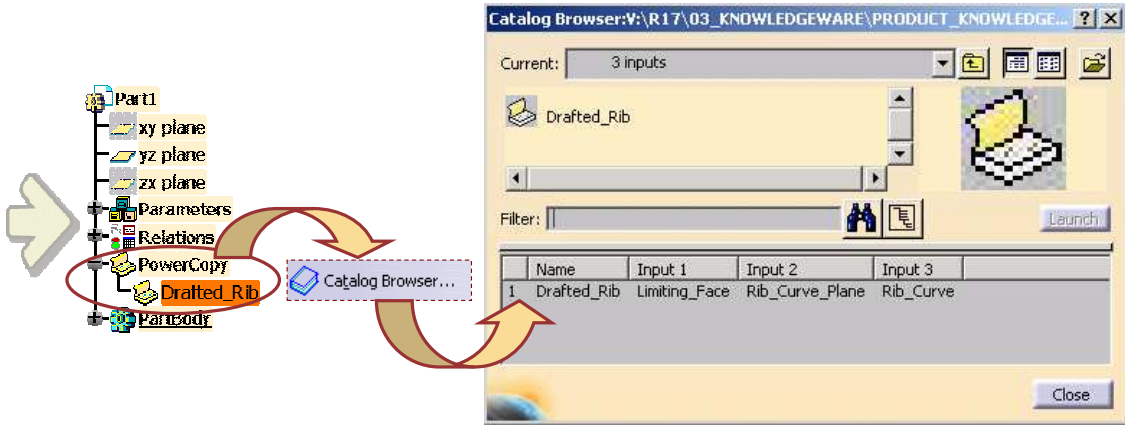 Part1
xy plane
yz plane
zx plane
Parameters
Relations
PowerCopy
Drafted_Rib
PartBody
Catalog Browser...
Catalog Browser:V:\R17\03_KNOWLEDGEWARE\PRODUCT_KNOWLEDGE... ? X
Current: 3 inputs
Drafted_Rib
Filter:
Launch
Name Input 1 Input 2 Input 3
1 Drafted_Rib Limiting_Face Rib_Curve_Plane Rib_Curve
Close